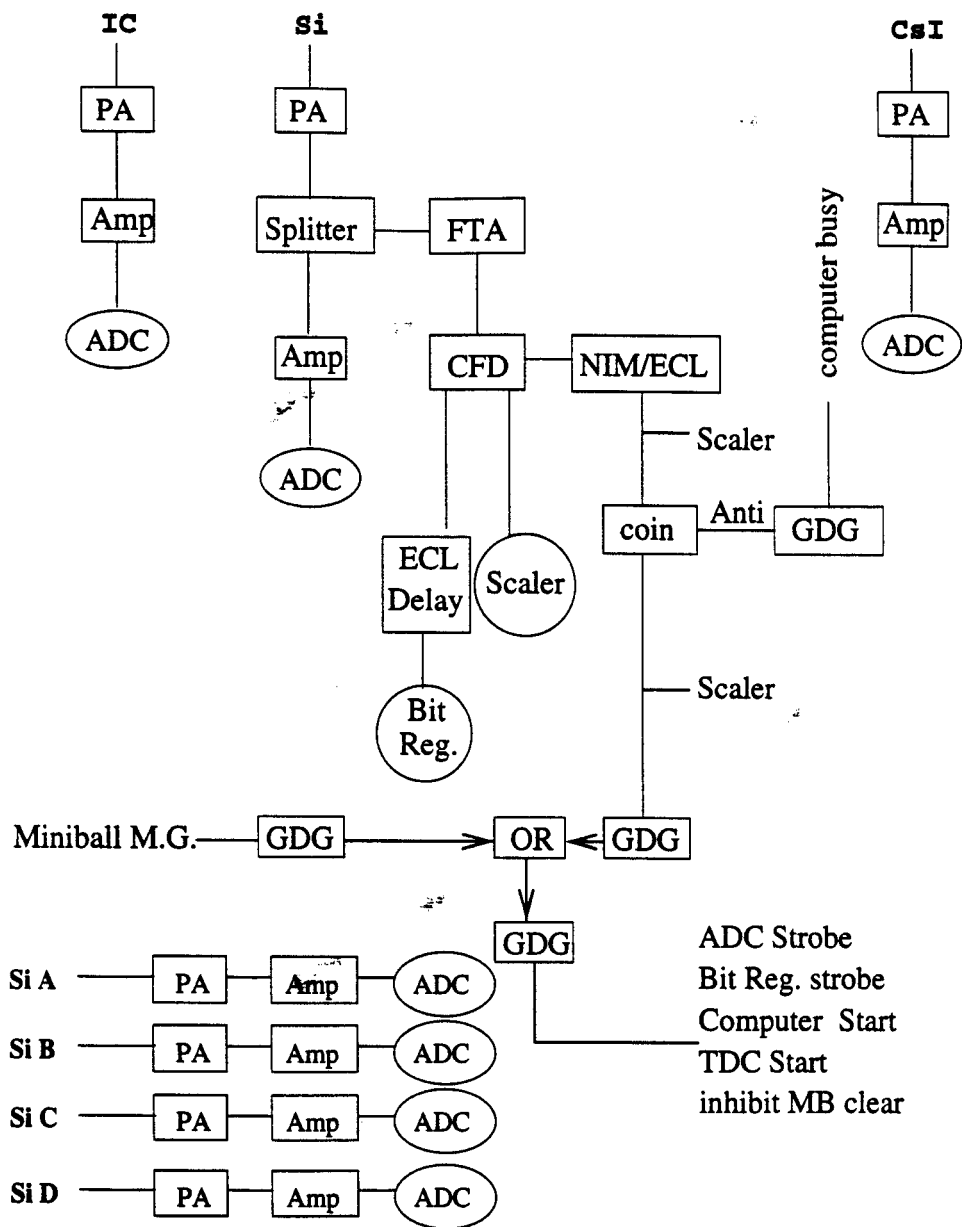 IC
Si
CsI
PA
PA
PA
Amp
Splitter
FTA
computer busy
Amp
ADC
Amp
CFD
NIM/ECL
ADC
Scaler
ADC
coin
Anti
GDG
ECL
Delay
Scaler
Scaler
Bit
Reg.
Miniball M.G.
GDG
OR
GDG
GDG
ADC Strobe
Bit Reg. strobe
Computer Start
TDC Start
inhibit MB clear
Si A
PA
Amp
ADC
Si B
PA
Amp
ADC
Si C
PA
Amp
ADC
Si D
PA
Amp
ADC